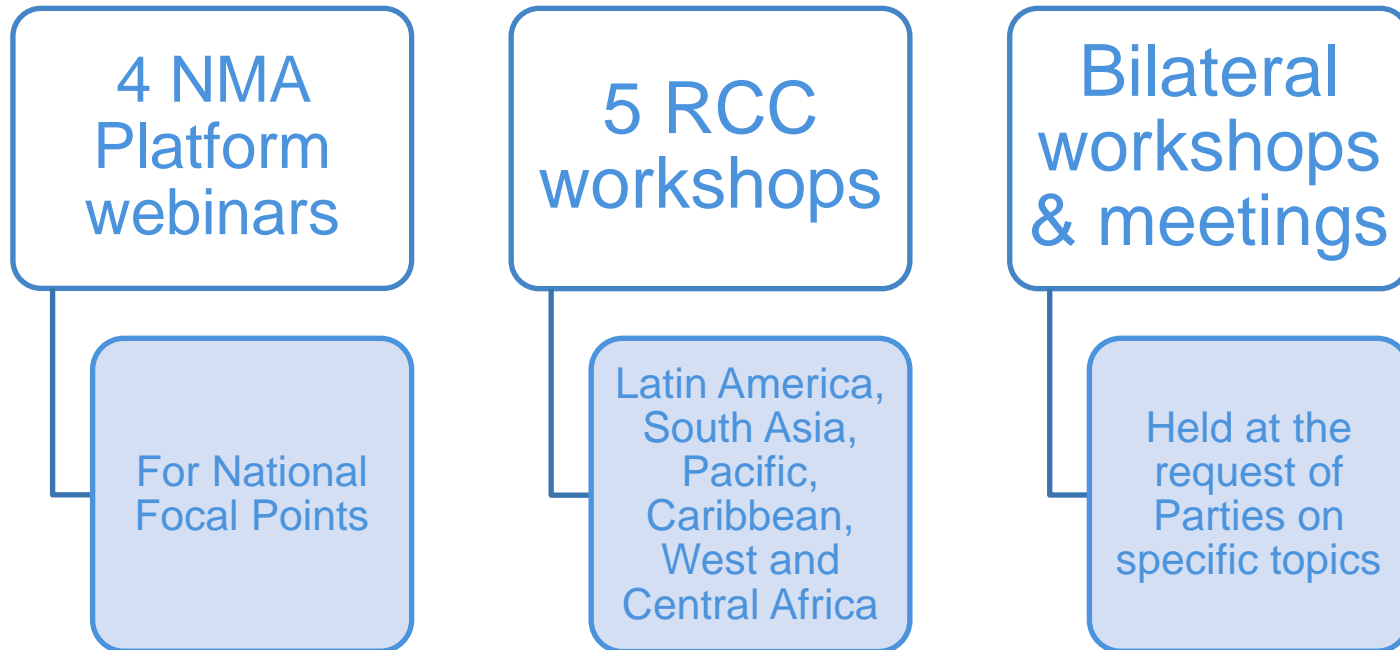 4 NMA
Platform
webinars
For National
Focal Points
5 RCC
workshops
Latin America,
South Asia,
Pacific,
Caribbean,
West and
Central Africa
Bilateral
workshops
& meetings
Held at the
request of
Parties on
specific topics